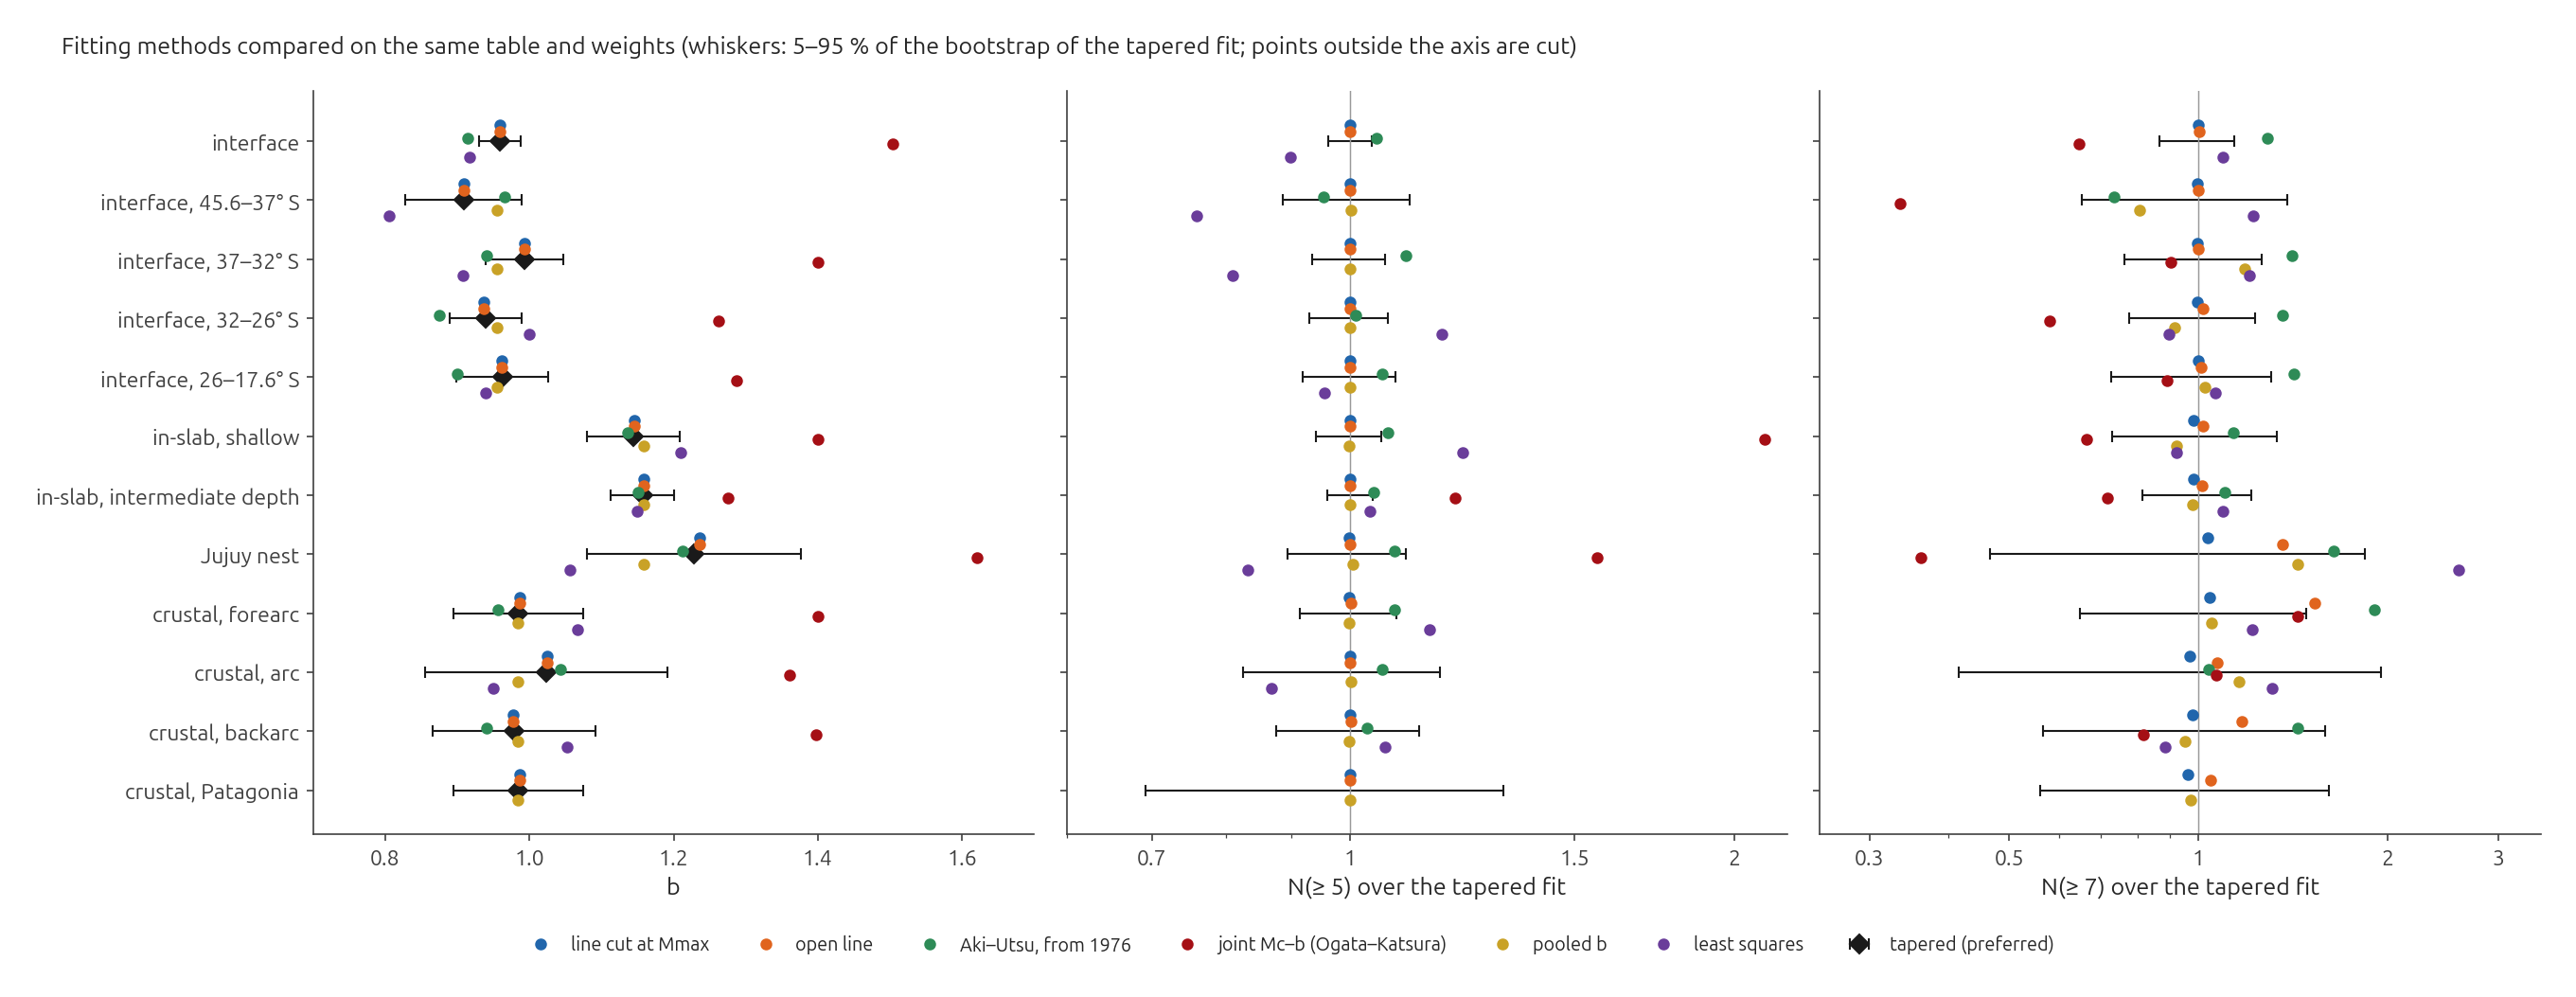 Fitting methods compared on the same table and weights (whiskers: 5–95 % of the bootstrap of the tapered fit; points outside the axis are cut)
interface
interface, 45.6–37° S
interface, 37–32° S
interface, 32–26° S
interface, 26–17.6° S
in-slab, shallow
in-slab, intermediate depth
Jujuy nest
crustal, forearc
crustal, arc
crustal, backarc
crustal, Patagonia
0.8 1.0 1.2 1.4 1.6
b
0.7 1 1.5 2
N(≥ 5) over the tapered fit
0.3 0.5 1 2 3
N(≥ 7) over the tapered fit
line cut at Mmax open line Aki–Utsu, from 1976 joint Mc–b (Ogata–Katsura) pooled b least squares tapered (preferred)